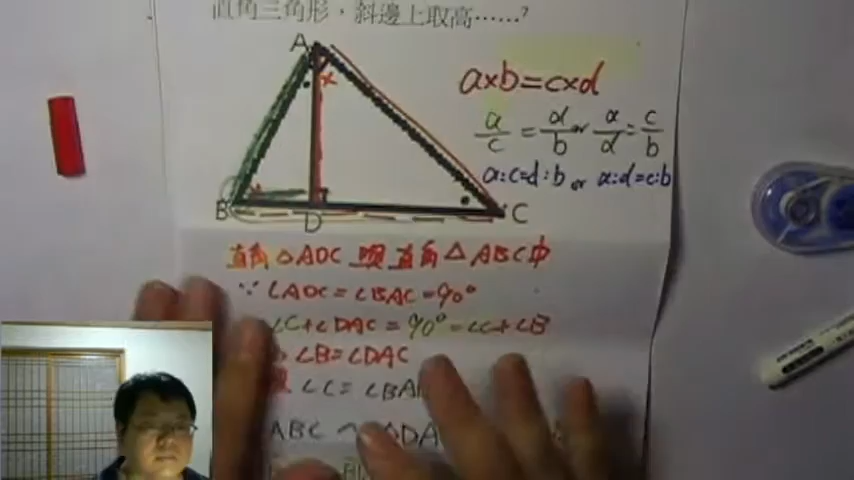 直角三角形,斜邊上取高……?
A
B
D
C
x
a×b=c×d
a/c = d/b or a/d = c/b
a:c=d:b or a:d=c:b
直角△ADC 與 直角△ABC中
∵ ∠ADC=∠BAC=90°
∠C+∠DAC=90°=∠C+∠B
∠B=∠DAC
∠C=∠BA
ABC ~ △DA